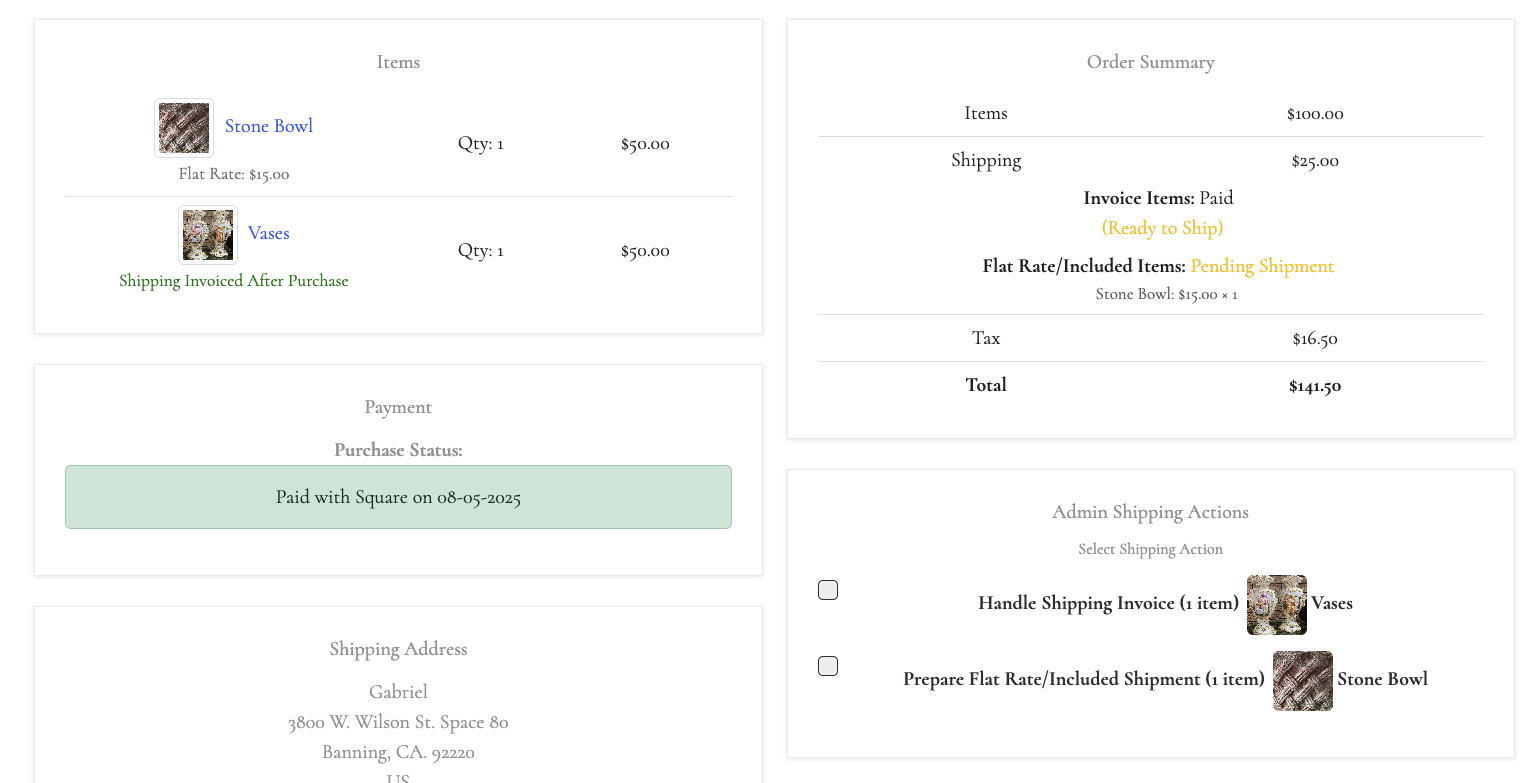 Items
Stone Bowl
Qty: 1
$50.00
Flat Rate: $15.00
Vases
Qty: 1
$50.00
Shipping Invoiced After Purchase
Payment
Purchase Status:
Paid with Square on 08-05-2025
Shipping Address
Gabriel
3800 W. Wilson St. Space 80
Banning, CA. 92220
US
Order Summary
Items $100.00
Shipping $25.00
Invoice Items: Paid
(Ready to Ship)
Flat Rate/Included Items: Pending Shipment
Stone Bowl: $15.00 × 1
Tax $16.50
Total $141.50
Admin Shipping Actions
Select Shipping Action
Handle Shipping Invoice (1 item) Vases
Prepare Flat Rate/Included Shipment (1 item) Stone Bowl